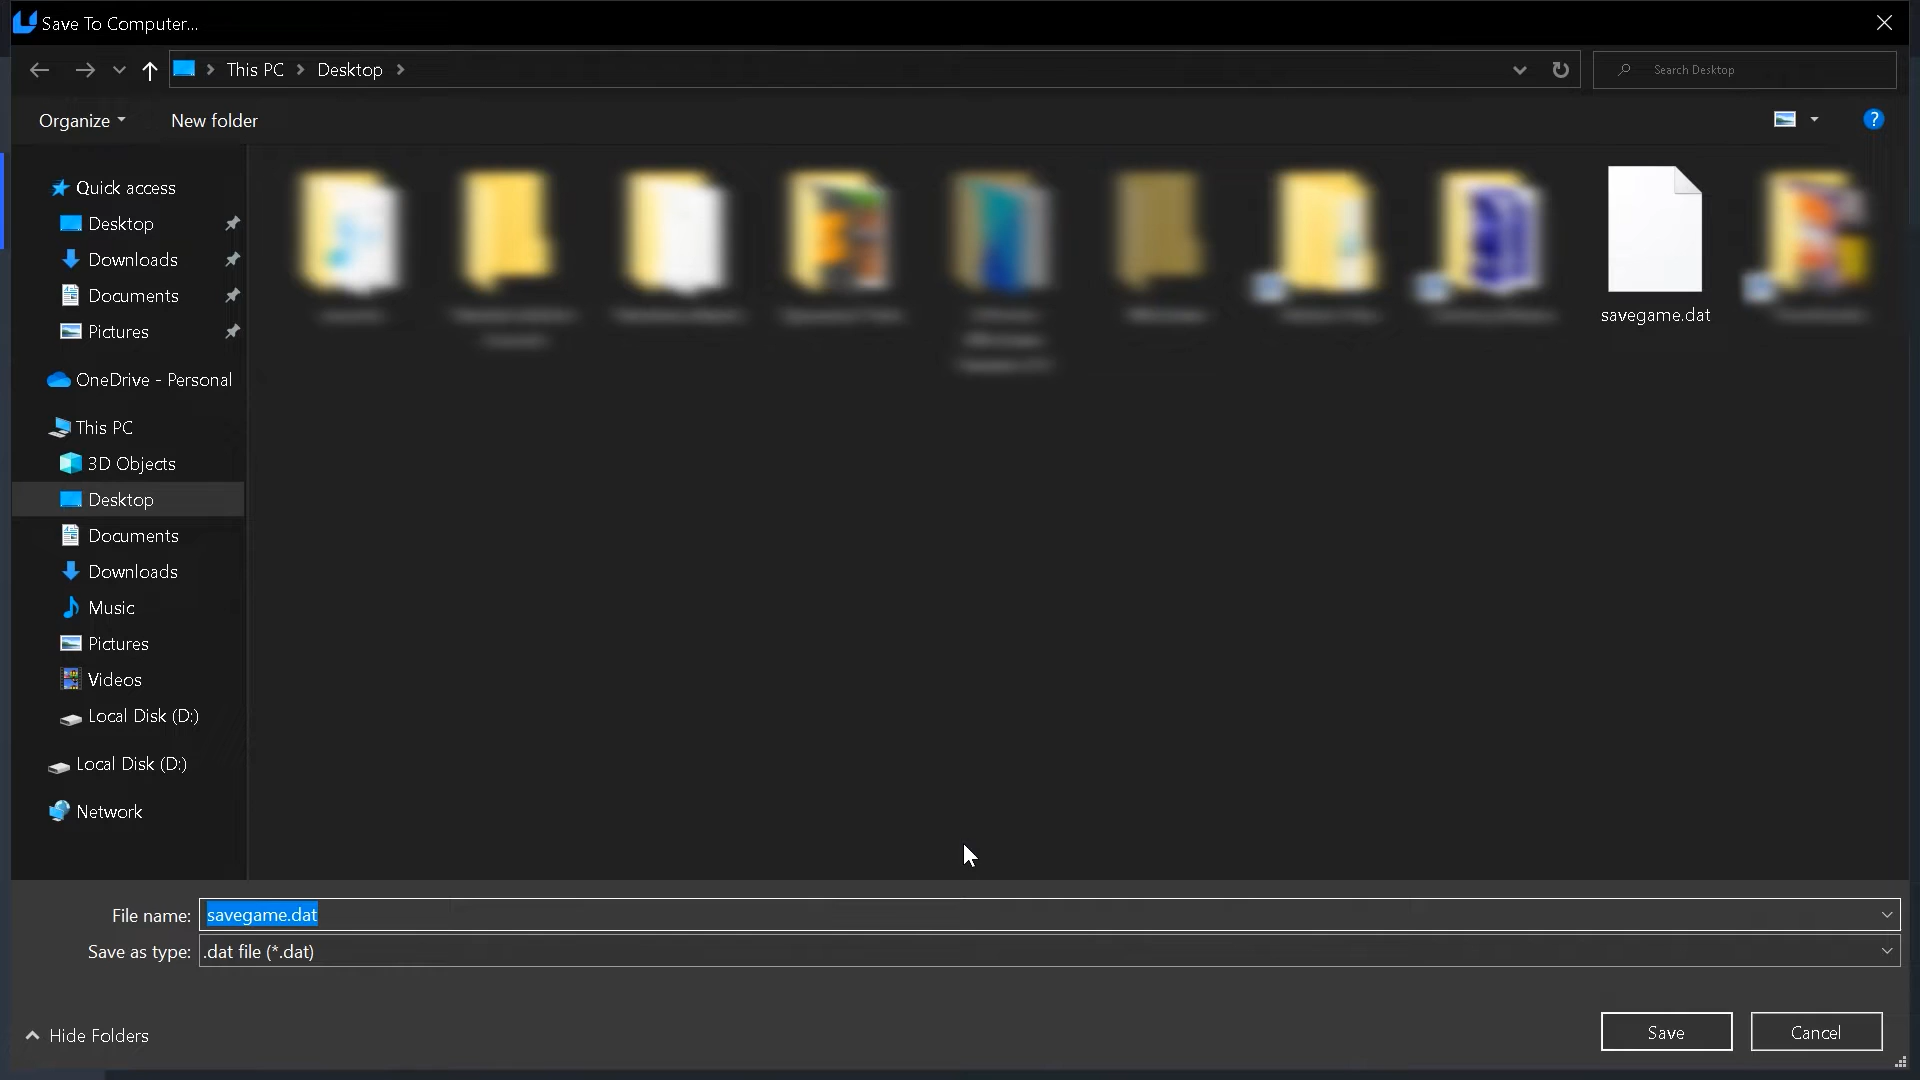 Save To Computer...
This PC
Desktop
Search Desktop
Organize
New folder
?
Quick access
Desktop
Downloads
Documents
Pictures
OneDrive - Personal
This PC
3D Objects
Desktop
Documents
Downloads
Music
Pictures
Videos
Local Disk (D:)
Local Disk (D:)
Network
savegame.dat
File name: savegame.dat
Save as type: .dat file (*.dat)
Hide Folders
Save
Cancel